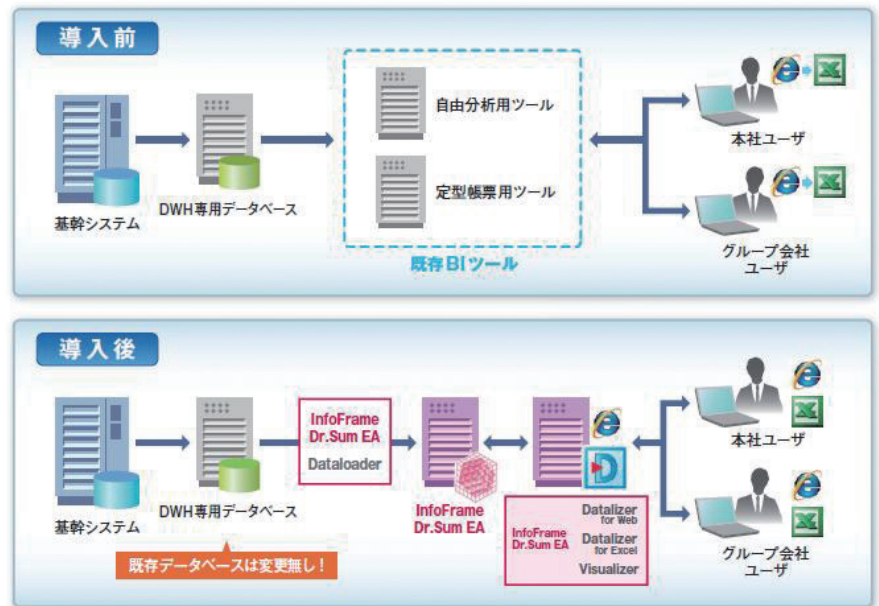 導入前
自由分析用ツール
定型帳票用ツール
既存BIツール
基幹システム
DWH専用データベース
本社ユーザ
グループ会社
ユーザ
導入後
InfoFrame
Dr.Sum EA
Dataloader
InfoFrame
Dr.Sum EA
InfoFrame
Dr.Sum EA
Datalizer
for Web
Datalizer
for Excel
Visualizer
基幹システム
DWH専用データベース
既存データベースは変更無し!
本社ユーザ
グループ会社
ユーザ